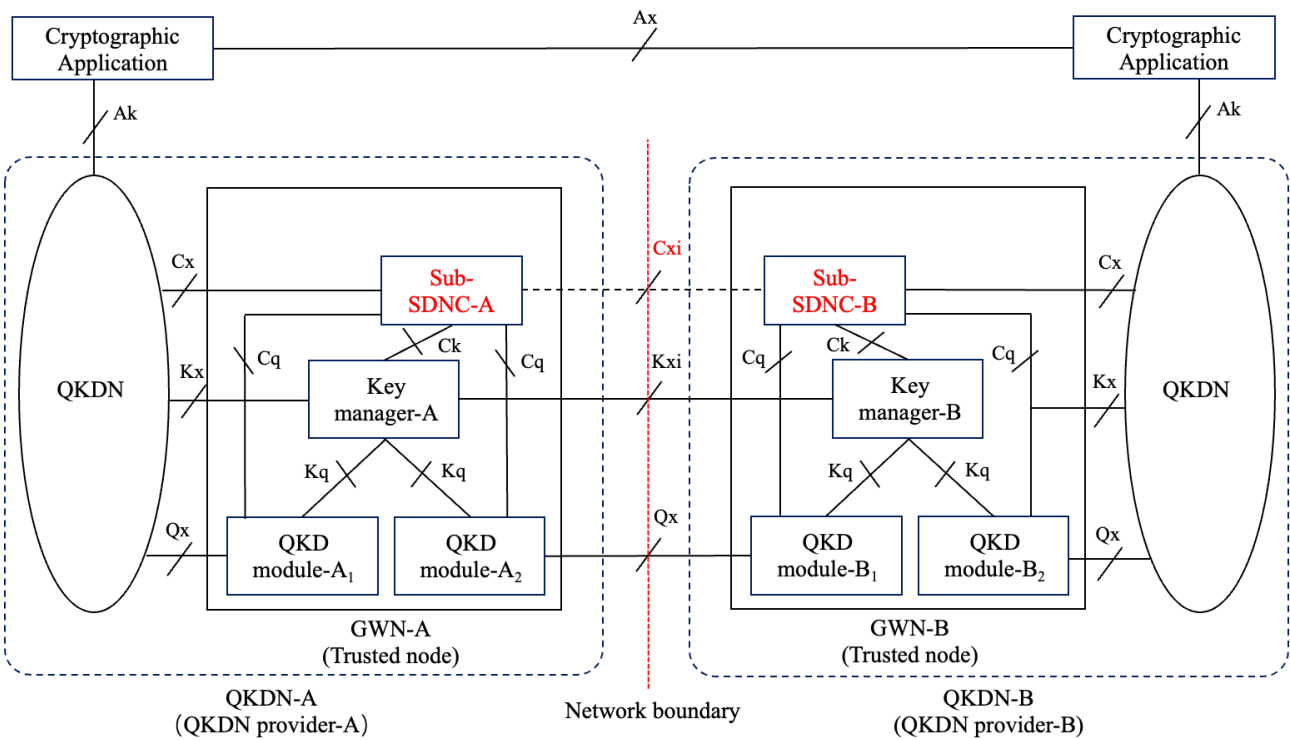 Ax
Cryptographic
Application
Cryptographic
Application
Ak
Ak
Cx
Sub-
SDNC-A
Cxi
Sub-
SDNC-B
Cx
Cq
Ck
Cq
Cq
Ck
Cq
QKDN
Kx
Key
manager-A
Kxi
Key
manager-B
Kx
QKDN
Kq
Kq
Kq
Kq
Qx
QKD
module-A₁
QKD
module-A₂
Qx
QKD
module-B₁
QKD
module-B₂
Qx
GWN-A
(Trusted node)
GWN-B
(Trusted node)
QKDN-A
(QKDN provider-A)
Network boundary
QKDN-B
(QKDN provider-B)